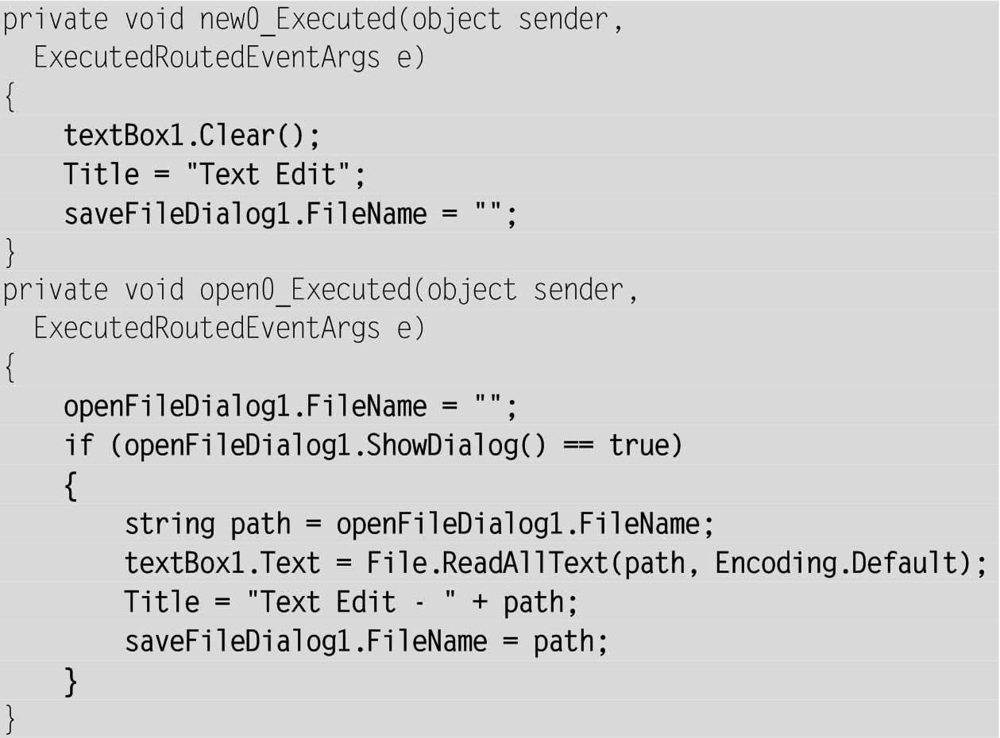 private void new0_Executed(object sender,
  ExecutedRoutedEventArgs e)
{
    textBox1.Clear();
    Title = "Text Edit";
    saveFileDialog1.FileName = "";
}
private void open0_Executed(object sender,
  ExecutedRoutedEventArgs e)
{
    openFileDialog1.FileName = "";
    if (openFileDialog1.ShowDialog() == true)
    {
        string path = openFileDialog1.FileName;
        textBox1.Text = File.ReadAllText(path, Encoding.Default);
        Title = "Text Edit - " + path;
        saveFileDialog1.FileName = path;
    }
}